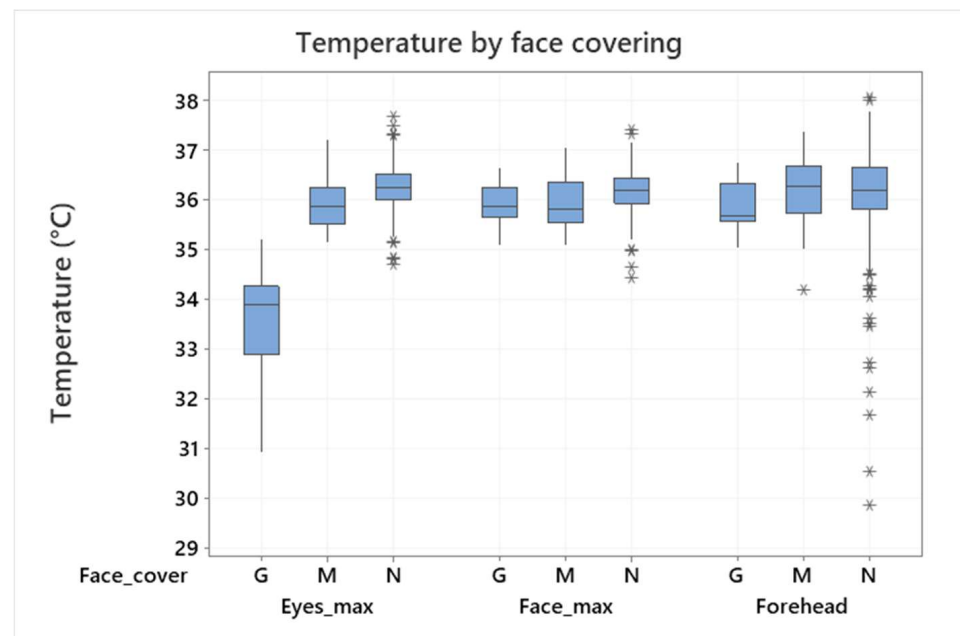 Temperature by face covering
Temperature (°C)
38
37
36
35
34
33
32
31
30
29
Face_cover G M N G M N G M N
Eyes_max Face_max Forehead